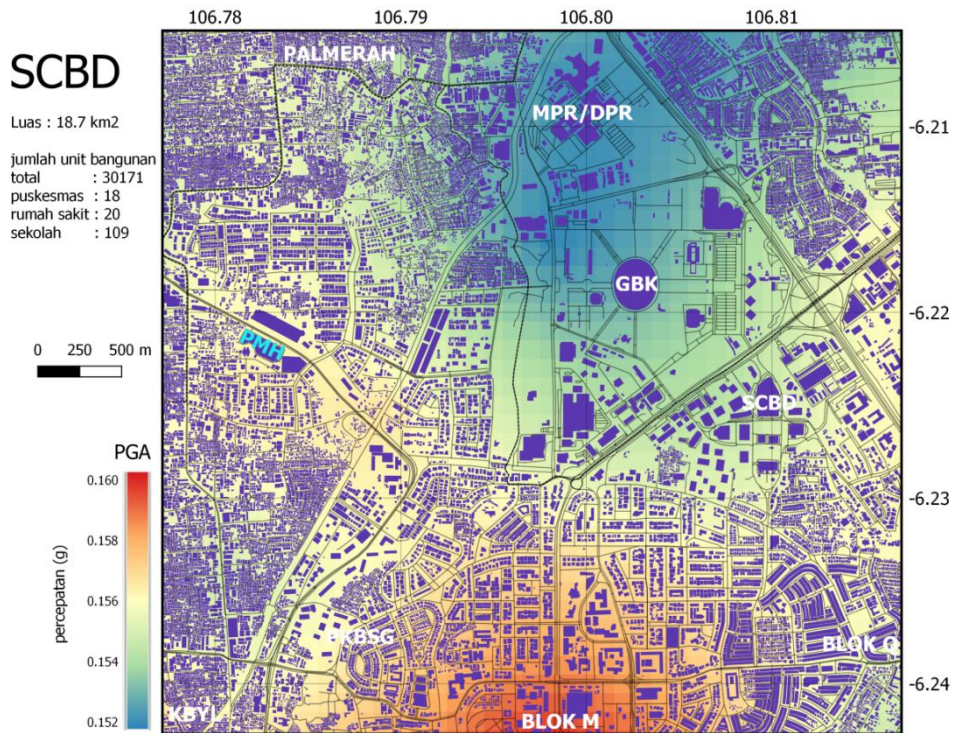 106.78 106.79 106.80 106.81
SCBD
Luas : 18.7 km2
jumlah unit bangunan
total : 30171
puskesmas : 18
rumah sakit : 20
sekolah : 109
0 250 500 m
PGA
percepatan (g)
0.160
0.158
0.156
0.154
0.152
PALMERAH
MPR/DPR
GBK
PMH
SCBD
BLOK Q
KBYL
BLOK M
-6.21
-6.22
-6.23
-6.24